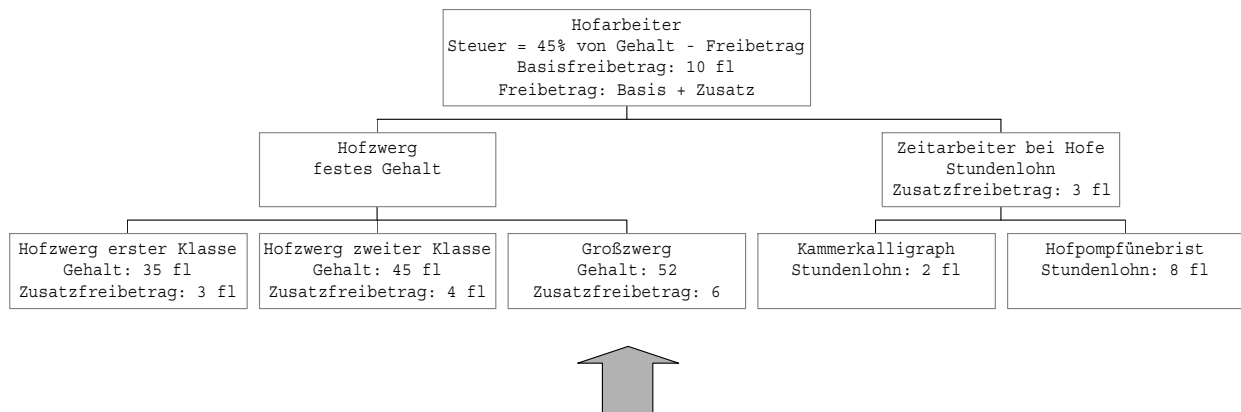 Hofarbeiter
Steuer = 45% von Gehalt - Freibetrag
Basisfreibetrag: 10 fl
Freibetrag: Basis + Zusatz
Hofzwerg
festes Gehalt
Zeitarbeiter bei Hofe
Stundenlohn
Zusatzfreibetrag: 3 fl
Hofzwerg erster Klasse
Gehalt: 35 fl
Zusatzfreibetrag: 3 fl
Hofzwerg zweiter Klasse
Gehalt: 45 fl
Zusatzfreibetrag: 4 fl
Großzwerg
Gehalt: 52
Zusatzfreibetrag: 6
Kammerkalligraph
Stundenlohn: 2 fl
Hofpompfünebrist
Stundenlohn: 8 fl